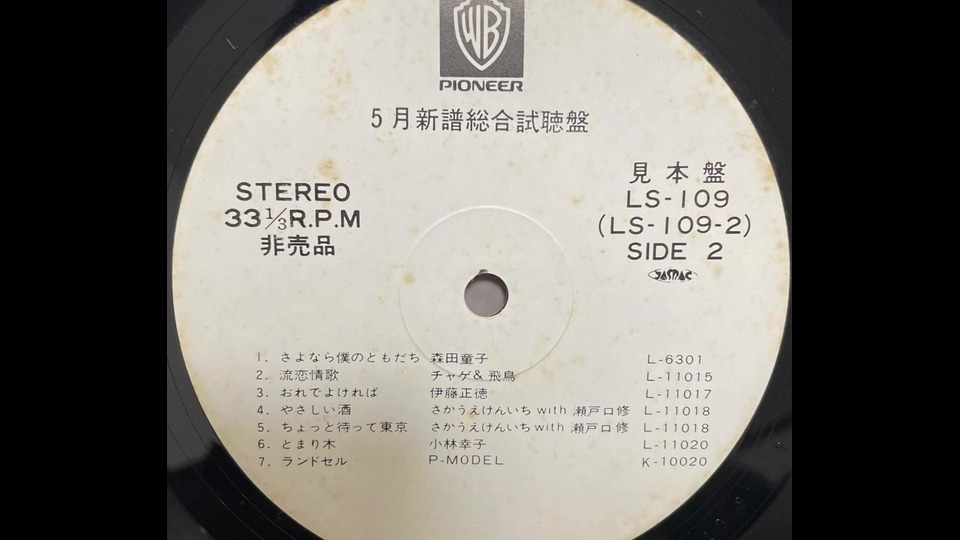 WB
PIONEER
5月新譜総合試聴盤
STEREO
33 1/3 R.P.M
非売品
見本盤
LS-109
(LS-109-2)
SIDE 2
JASRAC
1. さよなら僕のともだち 森田童子 L-6301
2. 流恋情歌 チャゲ& 飛鳥 L-11015
3. おれでよければ 伊藤正徳 L-11017
4. やさしい酒 さかうえけんいち with 瀬戸口修 L-11018
5. ちょっと待って東京 さかうえけんいち with 瀬戸口修 L-11018
6. とまり木 小林幸子 L-11020
7. ランドセル P-MODEL K-10020